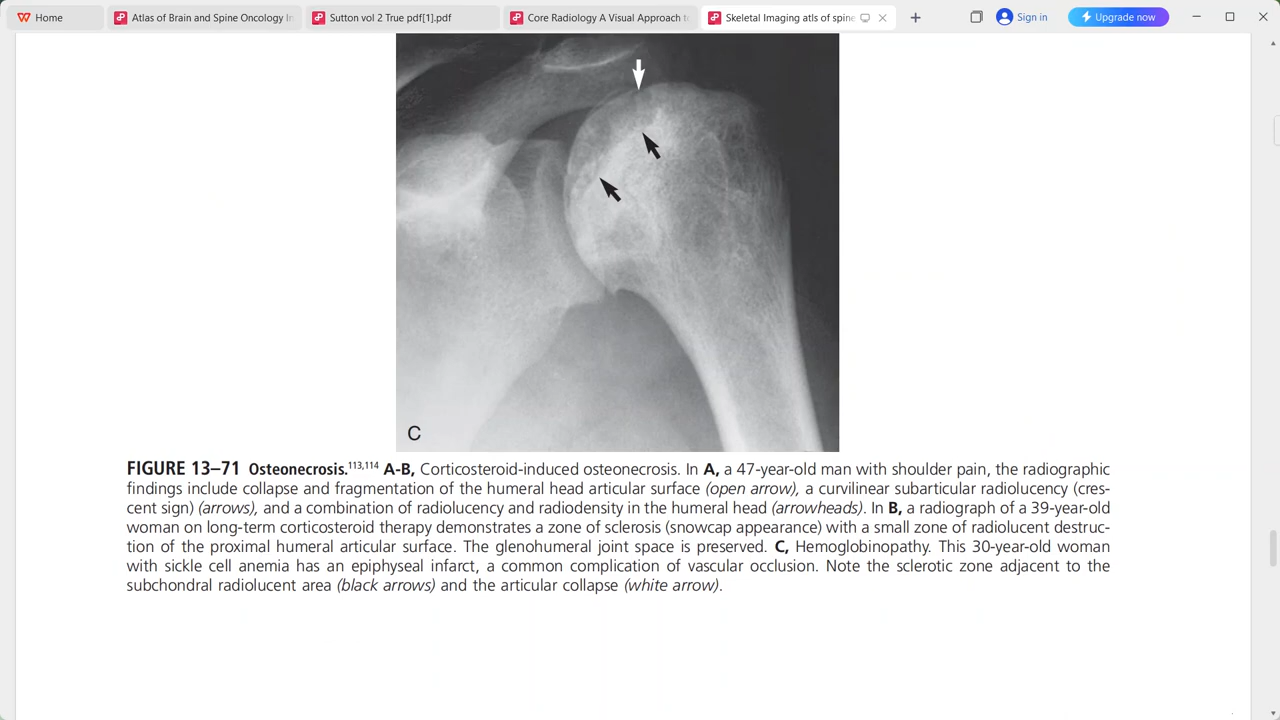 Home
Atlas of Brain and Spine Oncology In
Sutton vol 2 True pdf[1].pdf
Core Radiology A Visual Approach to
Skeletal Imaging atls of spine
Sign in
Upgrade now
C
FIGURE 13–71 Osteonecrosis.113,114 A-B, Corticosteroid-induced osteonecrosis. In A, a 47-year-old man with shoulder pain, the radiographic
findings include collapse and fragmentation of the humeral head articular surface (open arrow), a curvilinear subarticular radiolucency (cres-
cent sign) (arrows), and a combination of radiolucency and radiodensity in the humeral head (arrowheads). In B, a radiograph of a 39-year-old
woman on long-term corticosteroid therapy demonstrates a zone of sclerosis (snowcap appearance) with a small zone of radiolucent destruc-
tion of the proximal humeral articular surface. The glenohumeral joint space is preserved. C, Hemoglobinopathy. This 30-year-old woman
with sickle cell anemia has an epiphyseal infarct, a common complication of vascular occlusion. Note the sclerotic zone adjacent to the
subchondral radiolucent area (black arrows) and the articular collapse (white arrow).